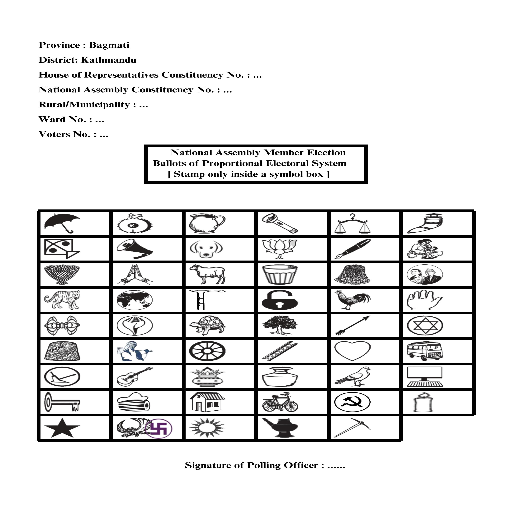 Province : Bagmati
District: Kathmandu
House of Representatives Constituency No. : ...
National Assembly Constituency No. : ...
Rural/Municipality : ...
Ward No. : ...
Voters No. : ...
National Assembly Member Election
Ballots of Proportional Electoral System
[ Stamp only inside a symbol box ]
Signature of Polling Officer : ......